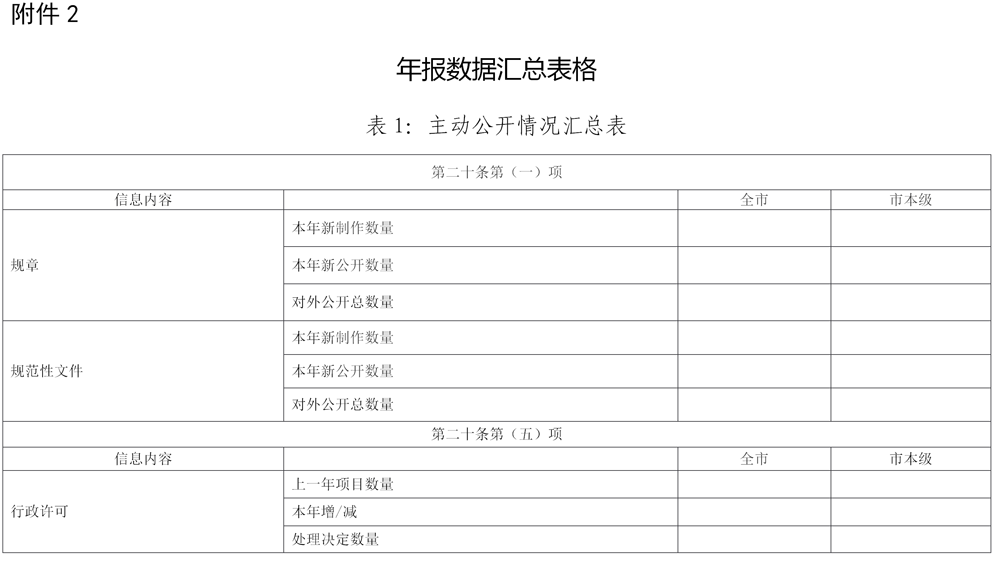 附件 2
年报数据汇总表格
表 1：主动公开情况汇总表
第二十条第（一）项
信息内容 全市 市本级
规章
本年新制作数量
本年新公开数量
对外公开总数量
规范性文件
本年新制作数量
本年新公开数量
对外公开总数量
第二十条第（五）项
信息内容 全市 市本级
行政许可
上一年项目数量
本年增/减
处理决定数量